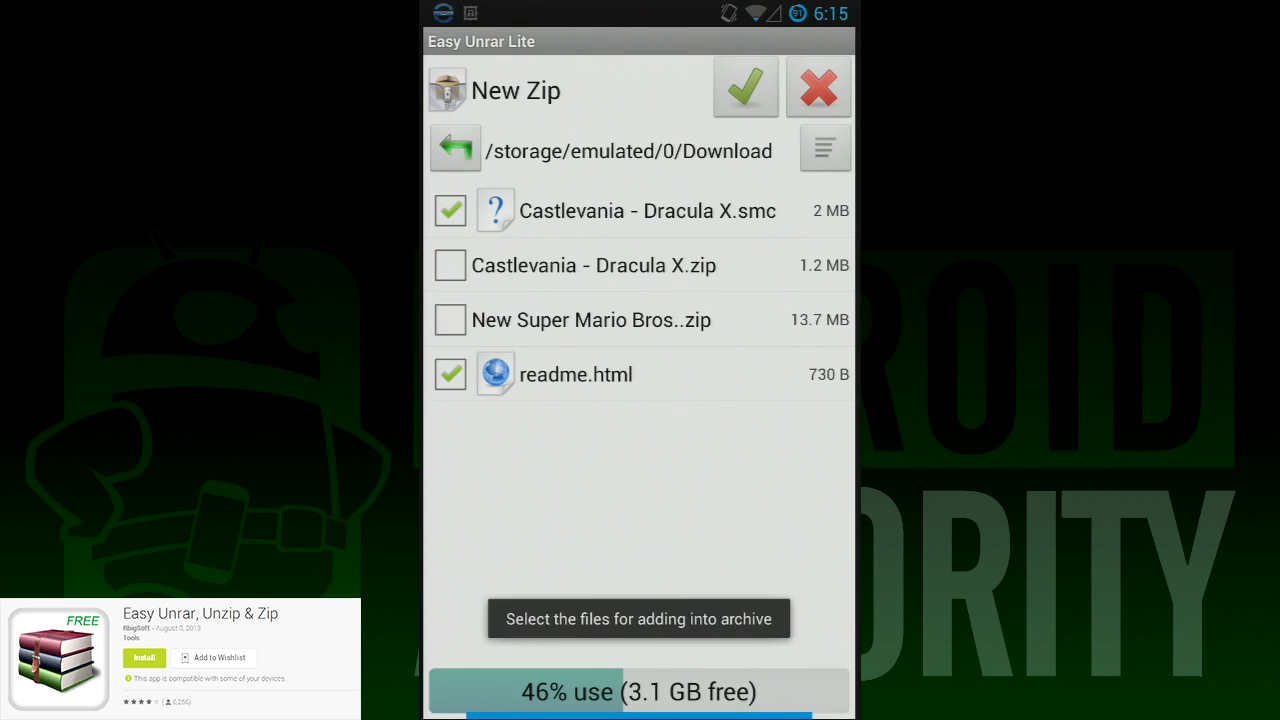 91 6:15
Easy Unrar Lite
New Zip
/storage/emulated/0/Download
Castlevania - Dracula X.smc 2 MB
Castlevania - Dracula X.zip 1.2 MB
New Super Mario Bros..zip 13.7 MB
readme.html 730 B
Select the files for adding into archive
46% use (3.1 GB free)
ROID
ORITY
FREE
Easy Unrar, Unzip & Zip
Install
Add to Wishlist
Tools
This app is compatible with some of your devices.